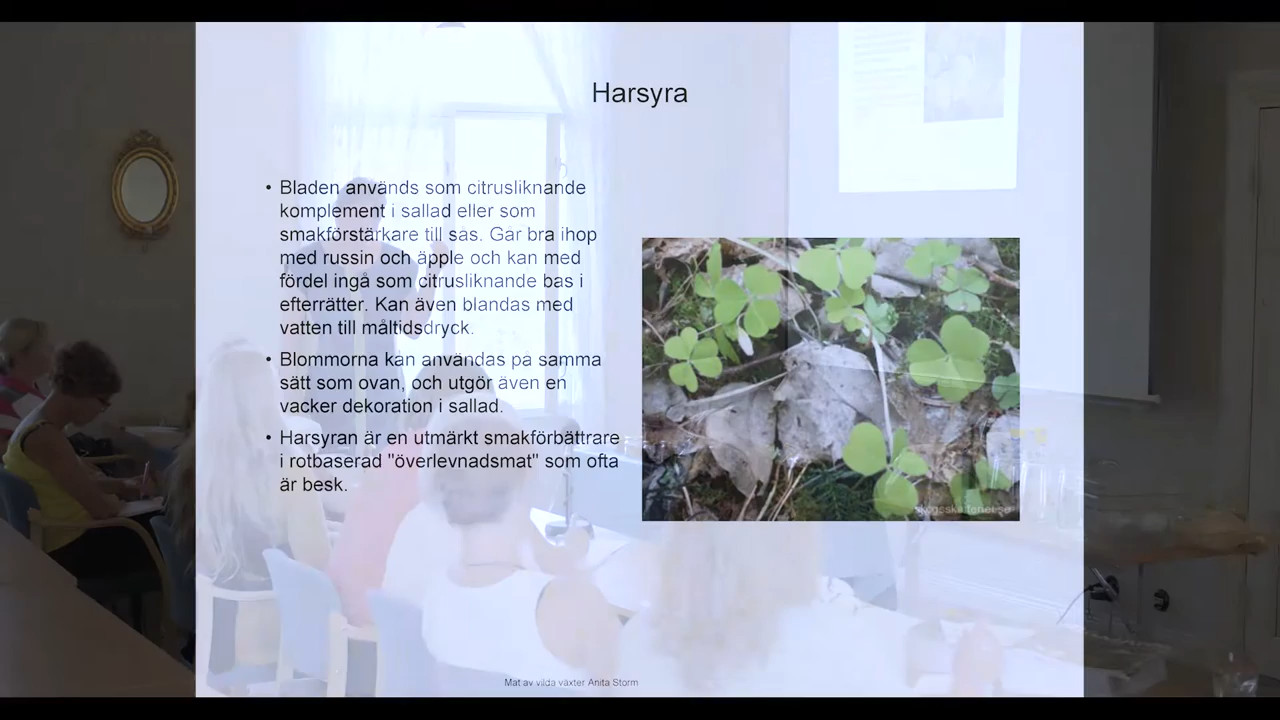 Harsyra
• Bladen används som citrusliknande
komplement i sallad eller som
smakförstärkare till sås. Går bra ihop
med russin och äpple och kan med
fördel ingå som citrusliknande bas i
efterrätter. Kan även blandas med
vatten till måltidsdryck.
• Blommorna kan användas på samma
sätt som ovan, och utgör även en
vacker dekoration i sallad.
• Harsyran är en utmärkt smakförbättrare
i rotbaserad "överlevnadsmat" som ofta
är besk.
Mat av vilda växter Anita Storm